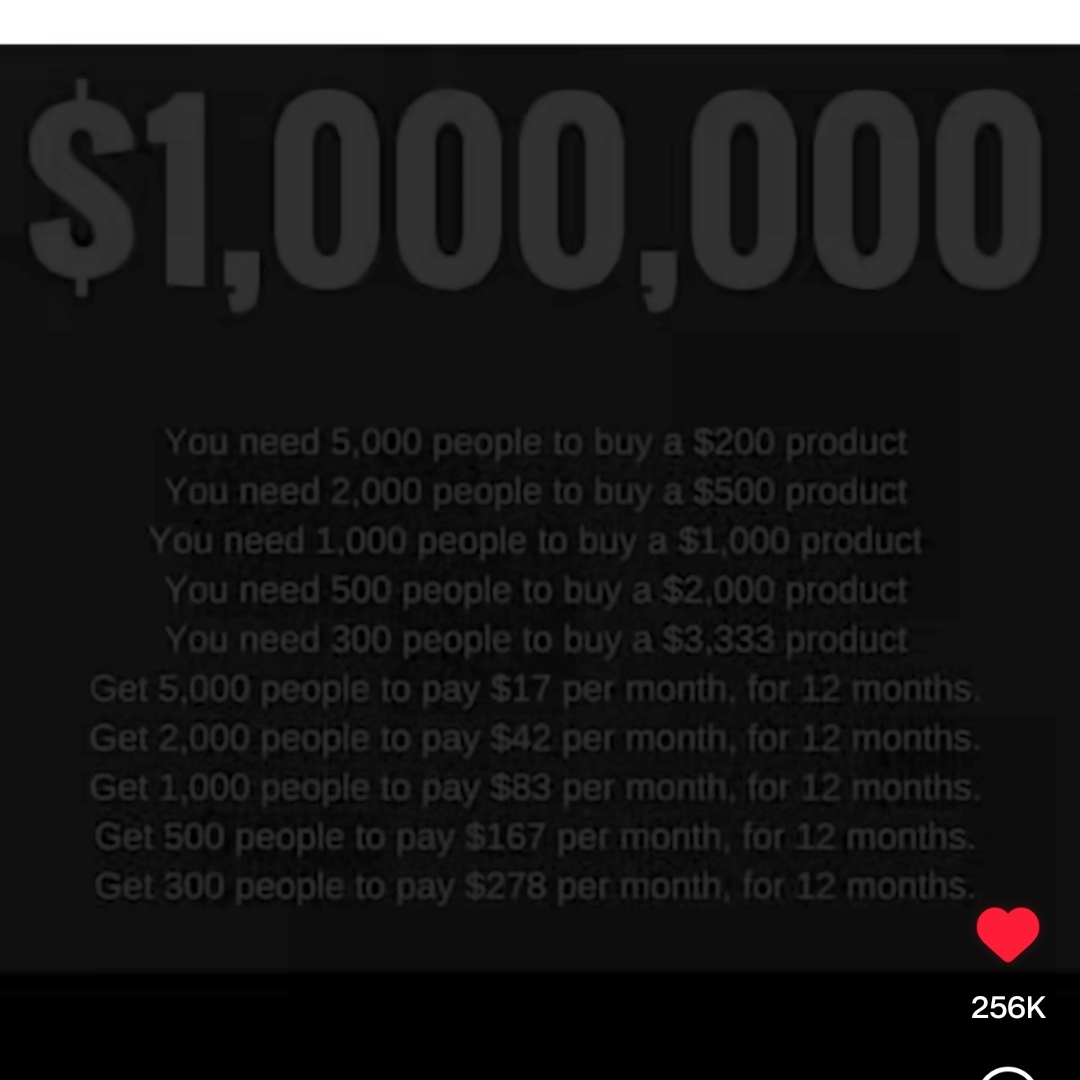 $1,000,000
You need 5,000 people to buy a $200 product
You need 2,000 people to buy a $500 product
You need 1,000 people to buy a $1,000 product
You need 500 people to buy a $2,000 product
You need 300 people to buy a $3,333 product
Get 5,000 people to pay $17 per month, for 12 months.
Get 2,000 people to pay $42 per month, for 12 months.
Get 1,000 people to pay $83 per month, for 12 months.
Get 500 people to pay $167 per month, for 12 months.
Get 300 people to pay $278 per month, for 12 months.
256K